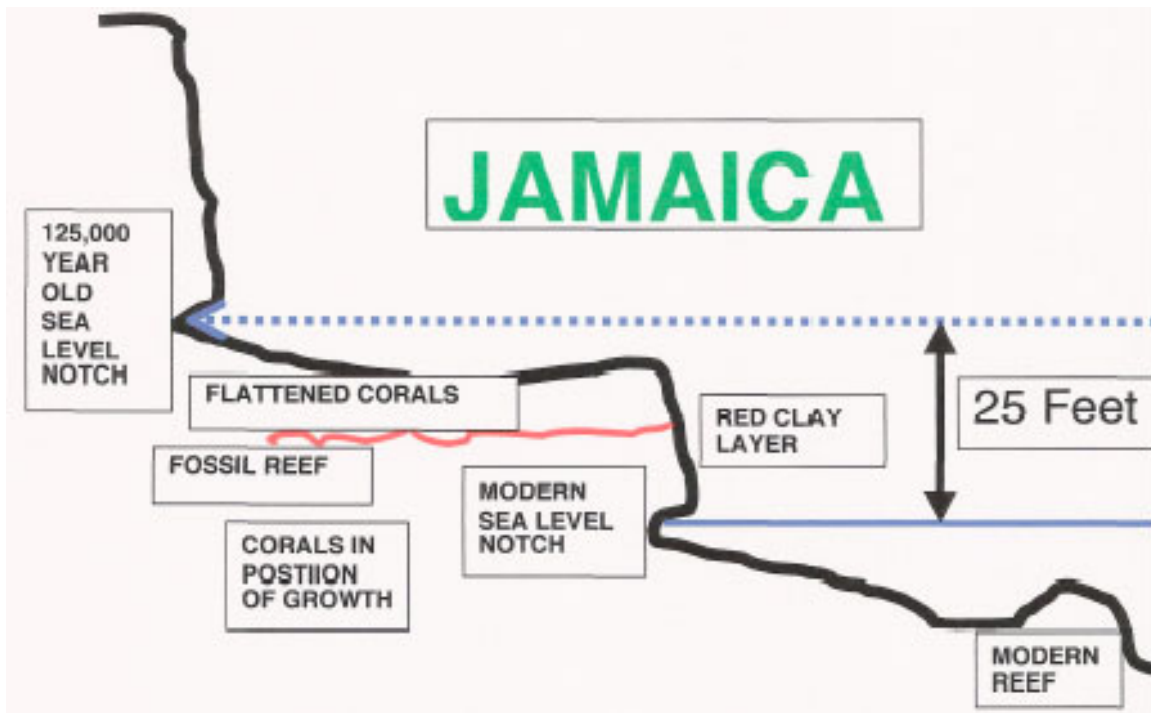 JAMAICA
125,000
YEAR
OLD
SEA
LEVEL
NOTCH
FLATTENED CORALS
RED CLAY
LAYER
25 Feet
FOSSIL REEF
MODERN
SEA LEVEL
NOTCH
CORALS IN
POSTIION
OF GROWTH
MODERN
REEF